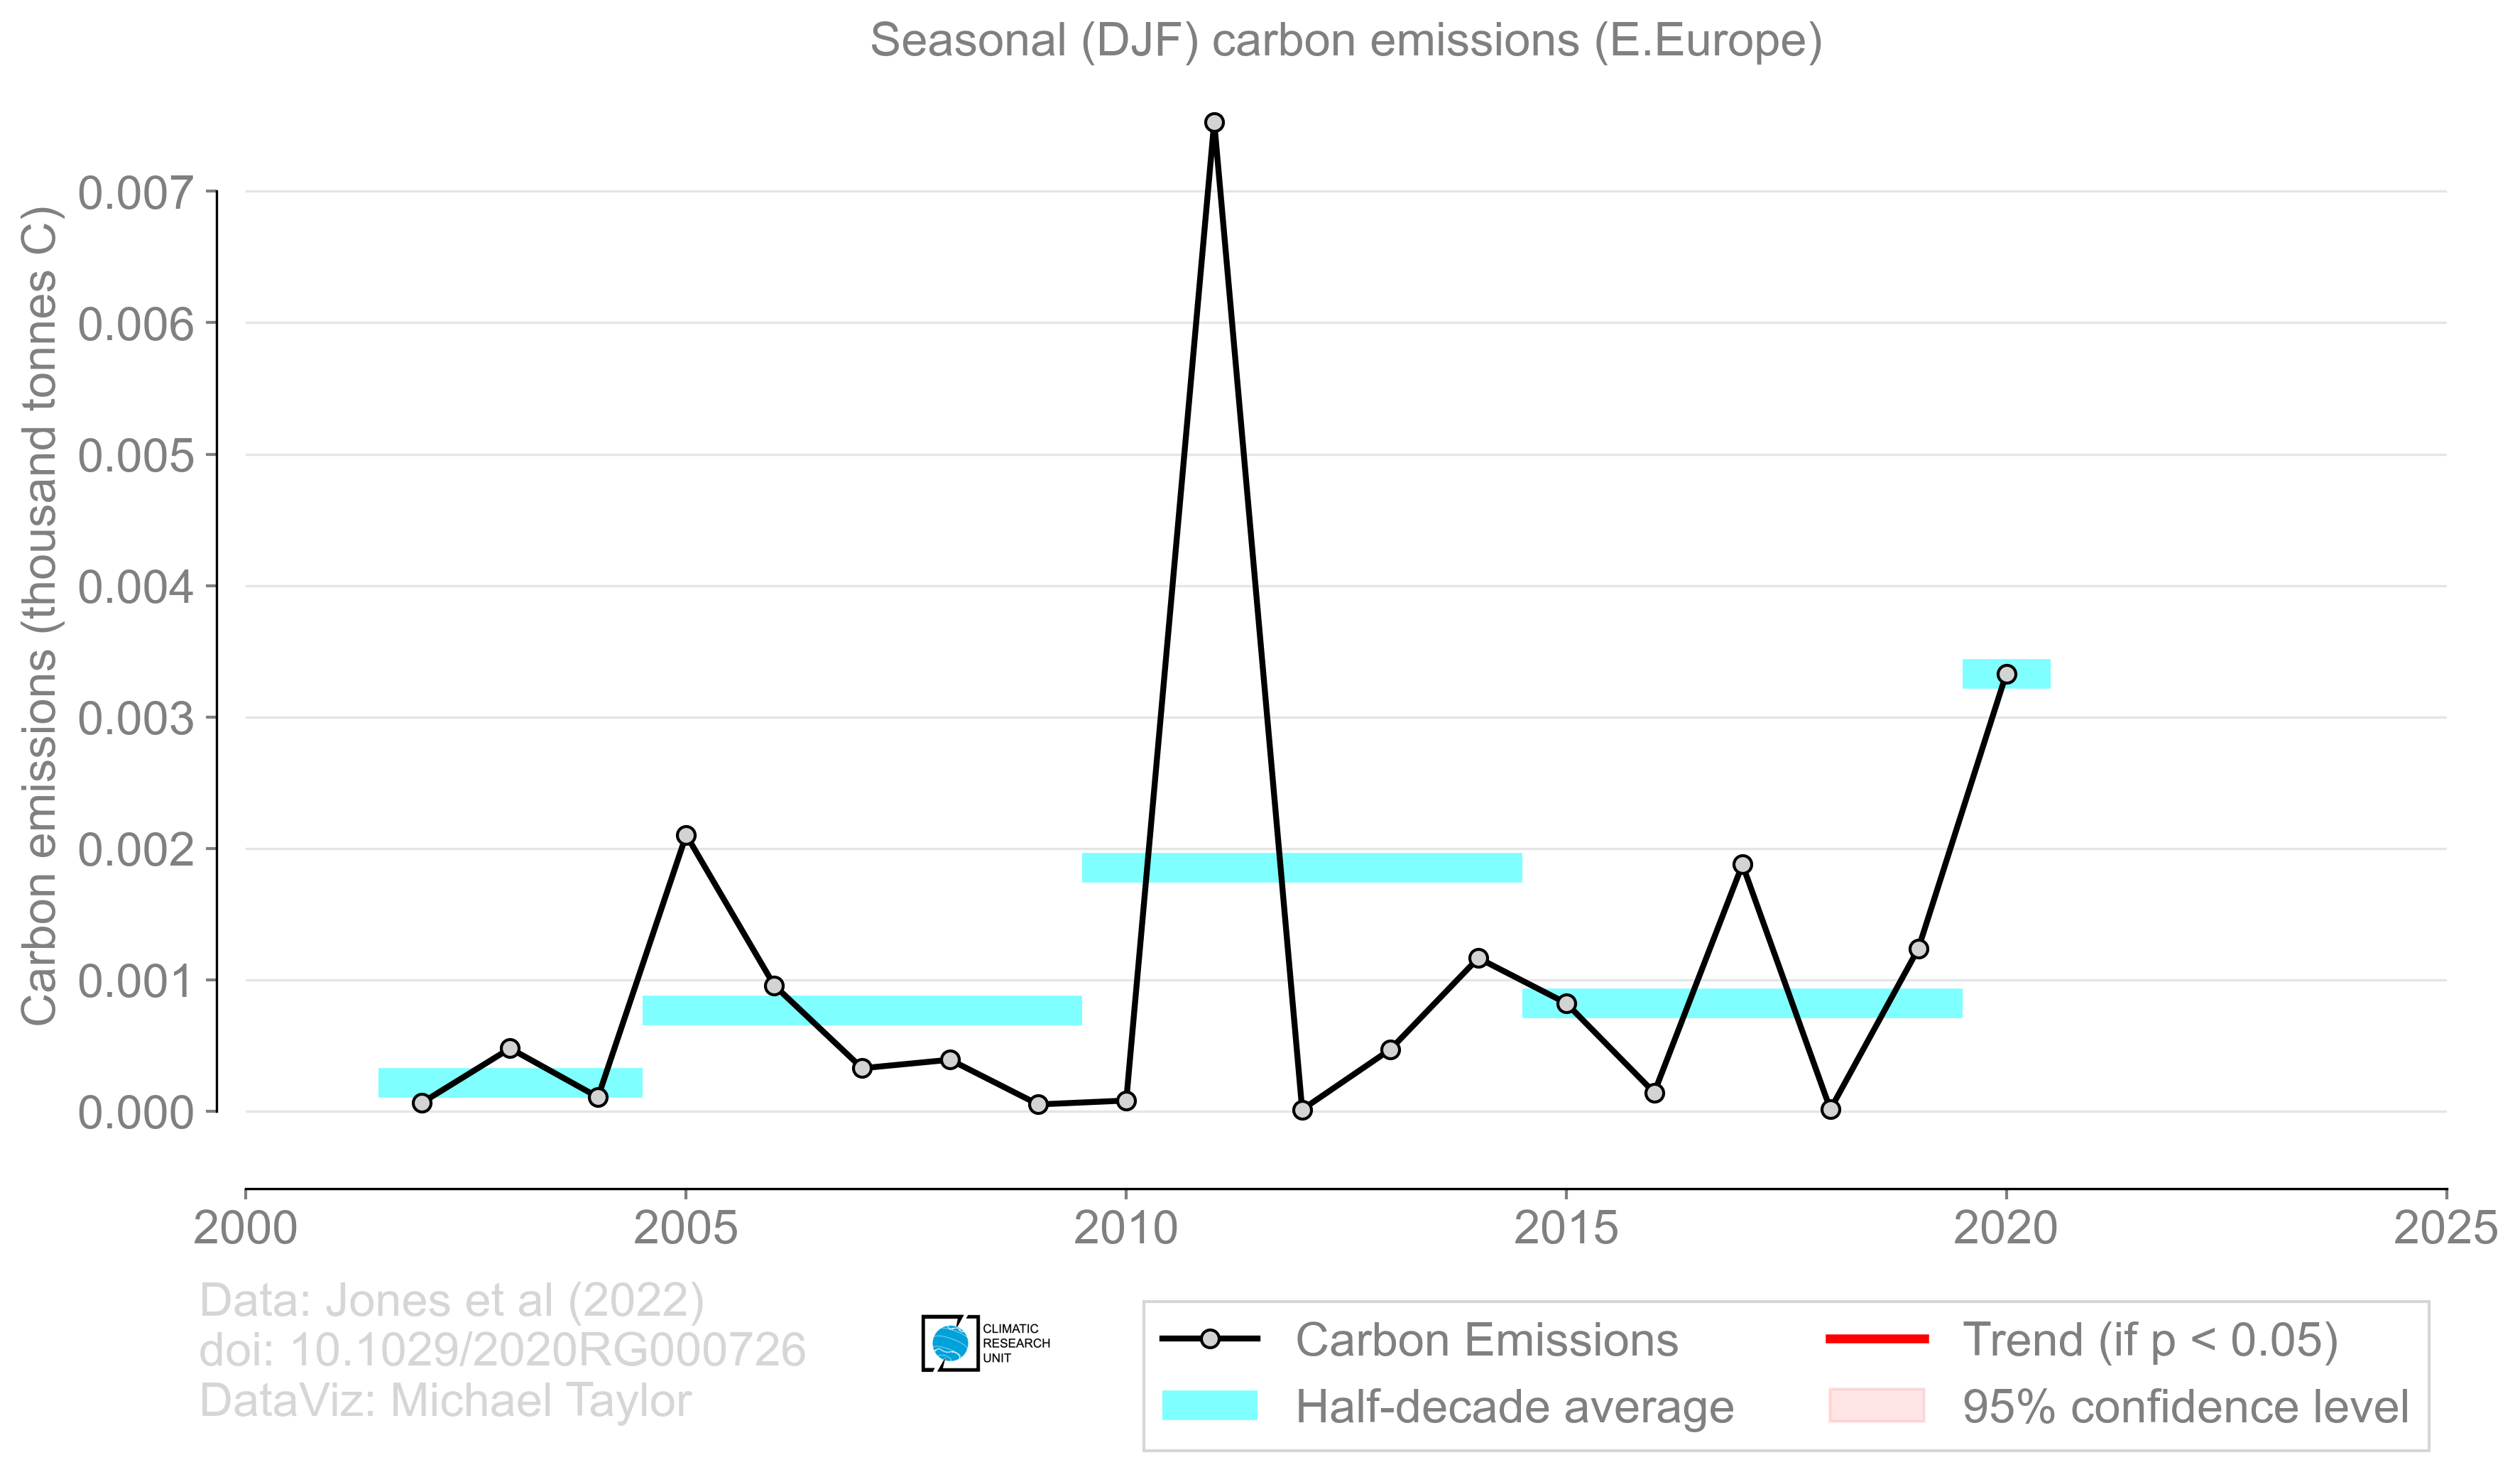 Seasonal (DJF) carbon emissions (E.Europe)
Carbon emissions (thousand tonnes C)
0.007
0.006
0.005
0.004
0.003
0.002
0.001
0.000
2000 2005 2010 2015 2020 2025
Data: Jones et al (2022)
doi: 10.1029/2020RG000726
DataViz: Michael Taylor
CLIMATIC
RESEARCH
UNIT
Carbon Emissions
Half-decade average
Trend (if p < 0.05)
95% confidence level